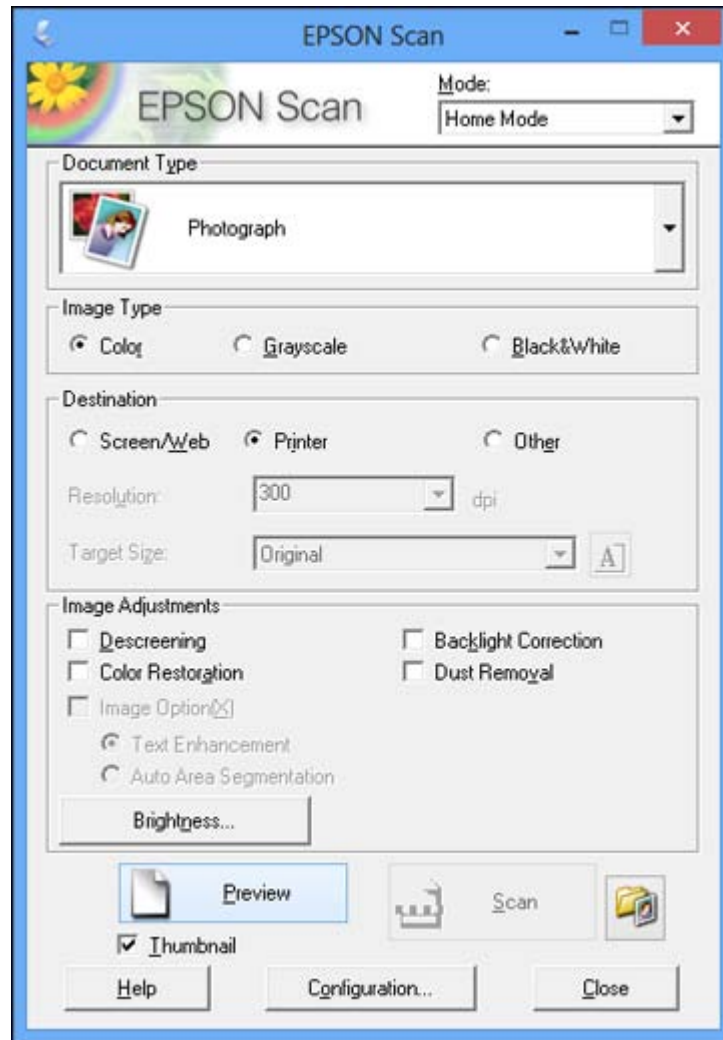 EPSON Scan
EPSON Scan
Mode:
Home Mode
Document Type
Photograph
Image Type
Color Grayscale Black&White
Destination
Screen/Web Printer Other
Resolution: 300 dpi
Target Size: Original A
Image Adjustments
Descreening Backlight Correction
Color Restoration Dust Removal
Image Option(X)
Text Enhancement
Auto Area Segmentation
Brightness...
Preview Scan
Thumbnail
Help Configuration... Close